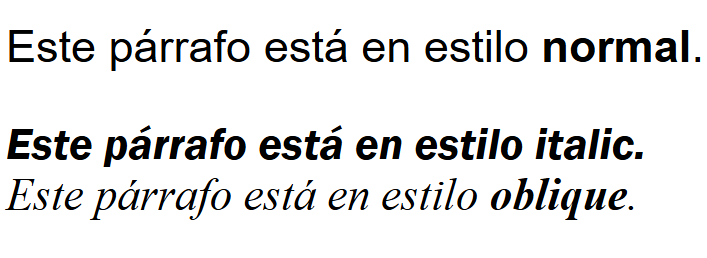 Este párrafo está en estilo normal.
Este párrafo está en estilo italic.
Este párrafo está en estilo oblique.